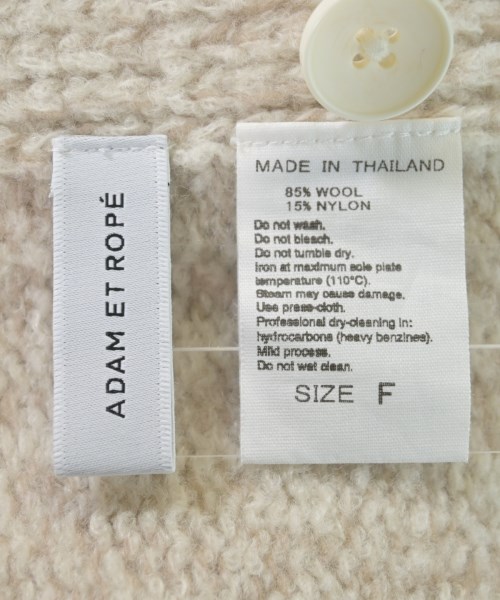 ADAM ET ROPÉ
MADE IN THAILAND
85% WOOL
15% NYLON
Do not wash.
Do not bleach.
Do not tumble dry.
Iron at maximum sole plate
temperature (110°C).
Steam may cause damage.
Use press-cloth.
Professional dry-cleaning in:
hydrocarbons (heavy benzines).
Mild process.
Do not wet clean.
SIZE F